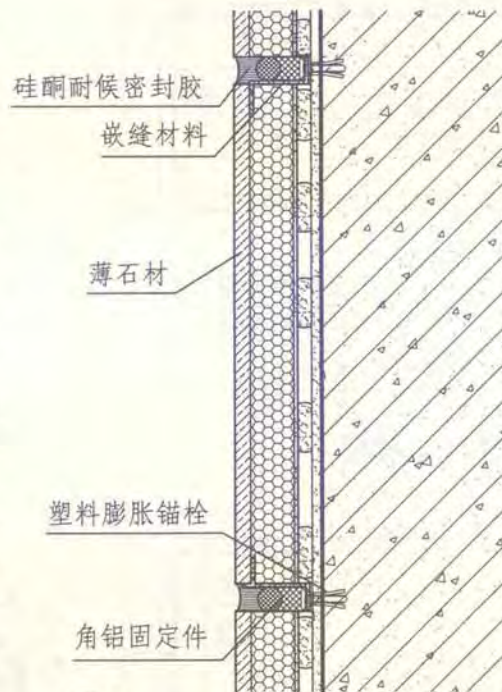 硅酮耐候密封胶
嵌缝材料
薄石材
塑料膨胀锚栓
角铝固定件